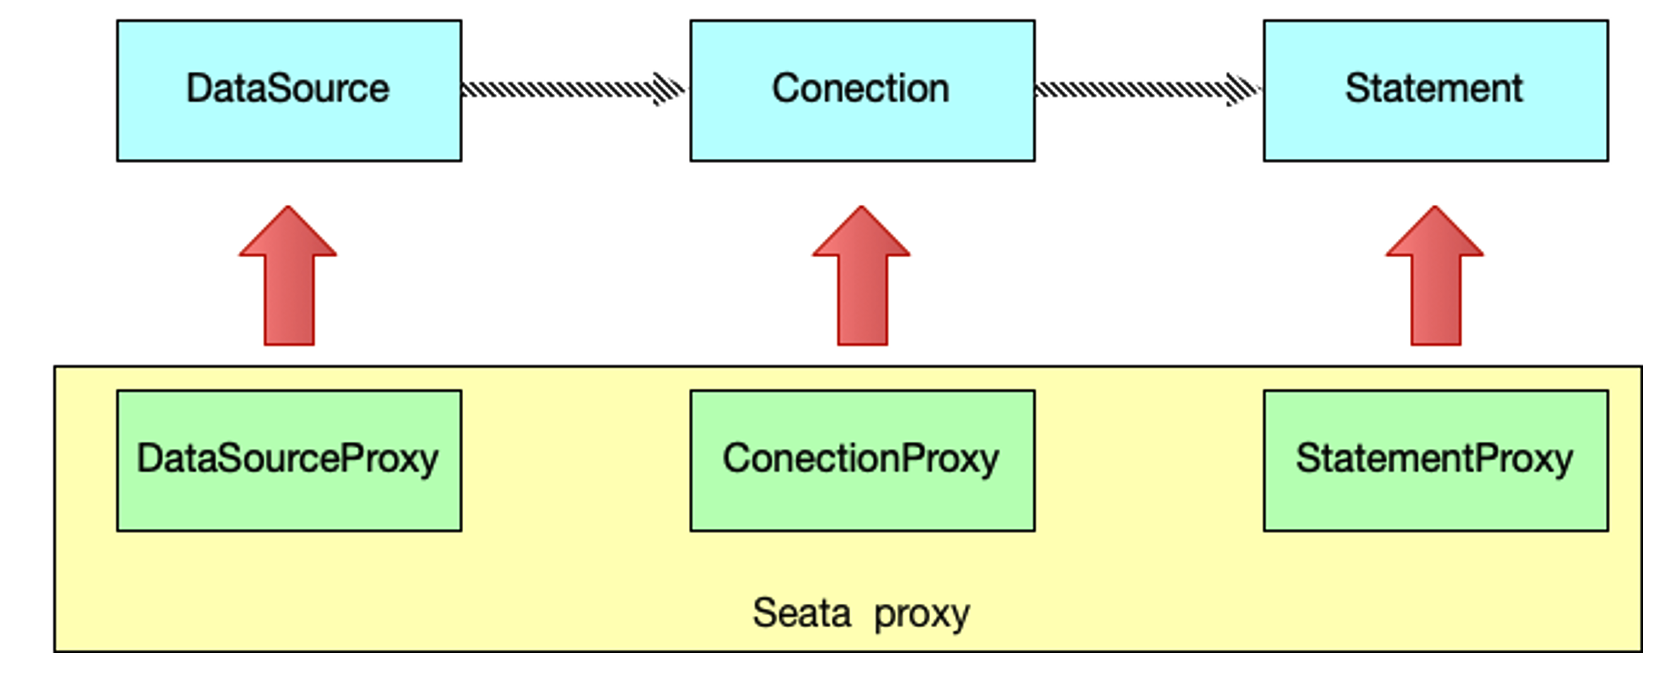 DataSource
Conection
Statement
DataSourceProxy
ConectionProxy
StatementProxy
Seata proxy